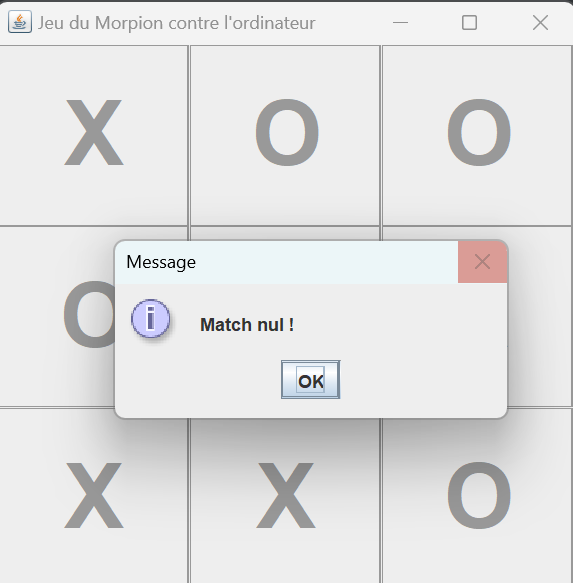 Jeu du Morpion contre l'ordinateur
X O O
Message
O
Match nul !
OK
X X O